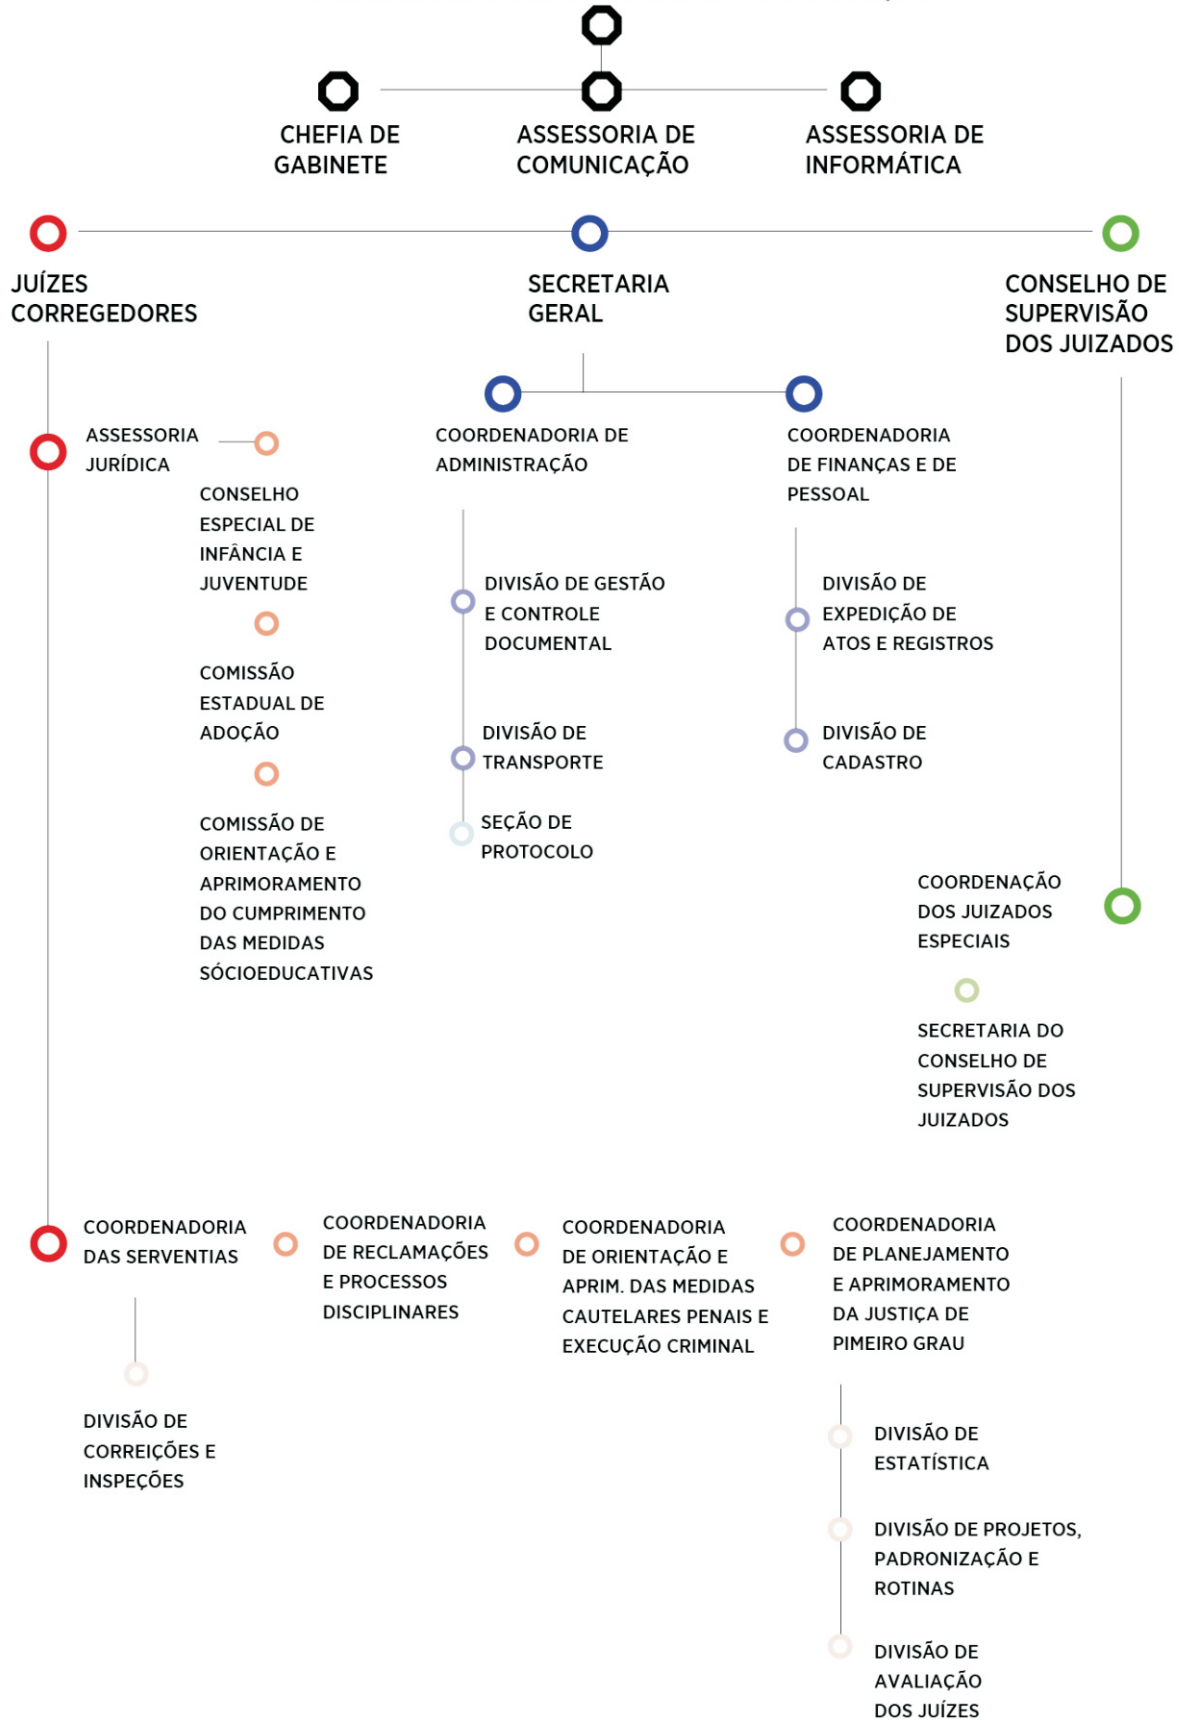 CHEFIA DE
GABINETE
ASSESSORIA DE
COMUNICAÇÃO
ASSESSORIA DE
INFORMÁTICA
JUÍZES
CORREGEDORES
SECRETARIA
GERAL
CONSELHO DE
SUPERVISÃO
DOS JUIZADOS
ASSESSORIA
JURÍDICA
CONSELHO
ESPECIAL DE
INFÂNCIA E
JUVENTUDE
COMISSÃO
ESTADUAL DE
ADOÇÃO
COMISSÃO DE
ORIENTAÇÃO E
APRIMORAMENTO
DO CUMPRIMENTO
DAS MEDIDAS
SÓCIOEDUCATIVAS
COORDENADORIA DE
ADMINISTRAÇÃO
DIVISÃO DE GESTÃO
E CONTROLE
DOCUMENTAL
DIVISÃO DE
TRANSPORTE
SEÇÃO DE
PROTOCOLO
COORDENADORIA
DE FINANÇAS E DE
PESSOAL
DIVISÃO DE
EXPEDIÇÃO DE
ATOS E REGISTROS
DIVISÃO DE
CADASTRO
COORDENAÇÃO
DOS JUIZADOS
ESPECIAIS
SECRETARIA DO
CONSELHO DE
SUPERVISÃO DOS
JUIZADOS
COORDENADORIA
DAS SERVENTIAS
DIVISÃO DE
CORREIÇÕES E
INSPEÇÕES
COORDENADORIA
DE RECLAMAÇÕES
E PROCESSOS
DISCIPLINARES
COORDENADORIA
DE ORIENTAÇÃO E
APRIM. DAS MEDIDAS
CAUTELARES PENAIS E
EXECUÇÃO CRIMINAL
COORDENADORIA
DE PLANEJAMENTO
E APRIMORAMENTO
DA JUSTIÇA DE
PIMEIRO GRAU
DIVISÃO DE
ESTATÍSTICA
DIVISÃO DE PROJETOS,
PADRONIZAÇÃO E
ROTINAS
DIVISÃO DE
AVALIAÇÃO
DOS JUÍZES